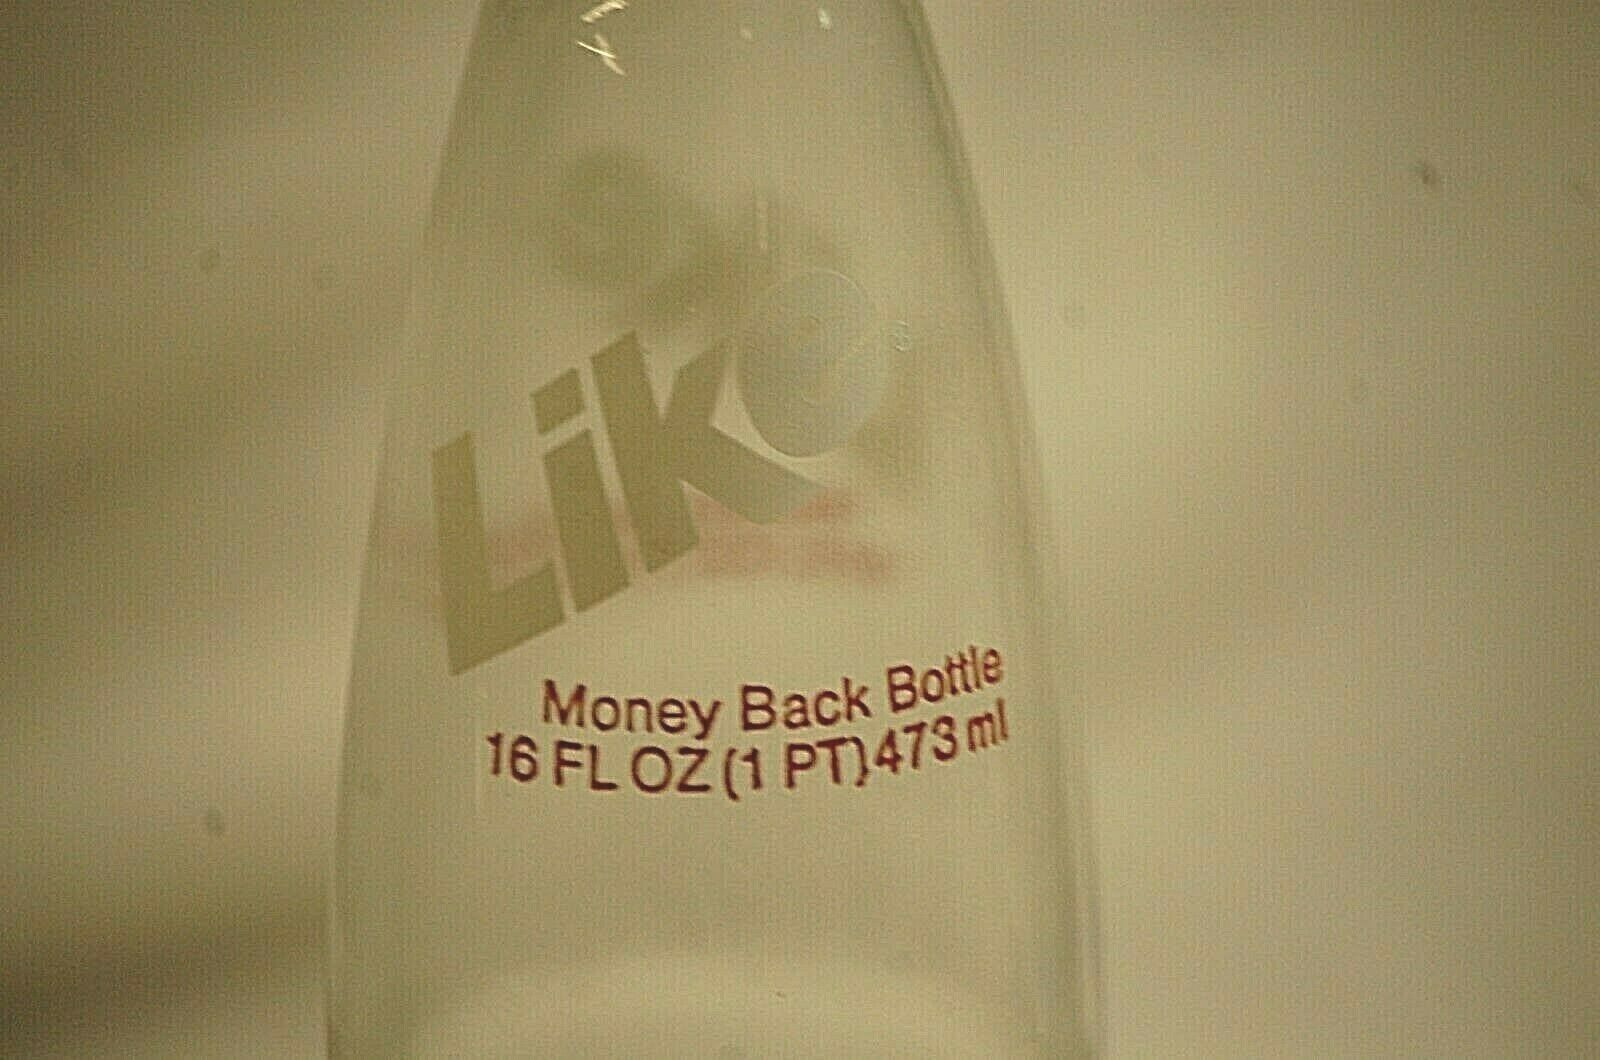 Like
Money Back Bottle
16 FL OZ (1 PT) 473 ml